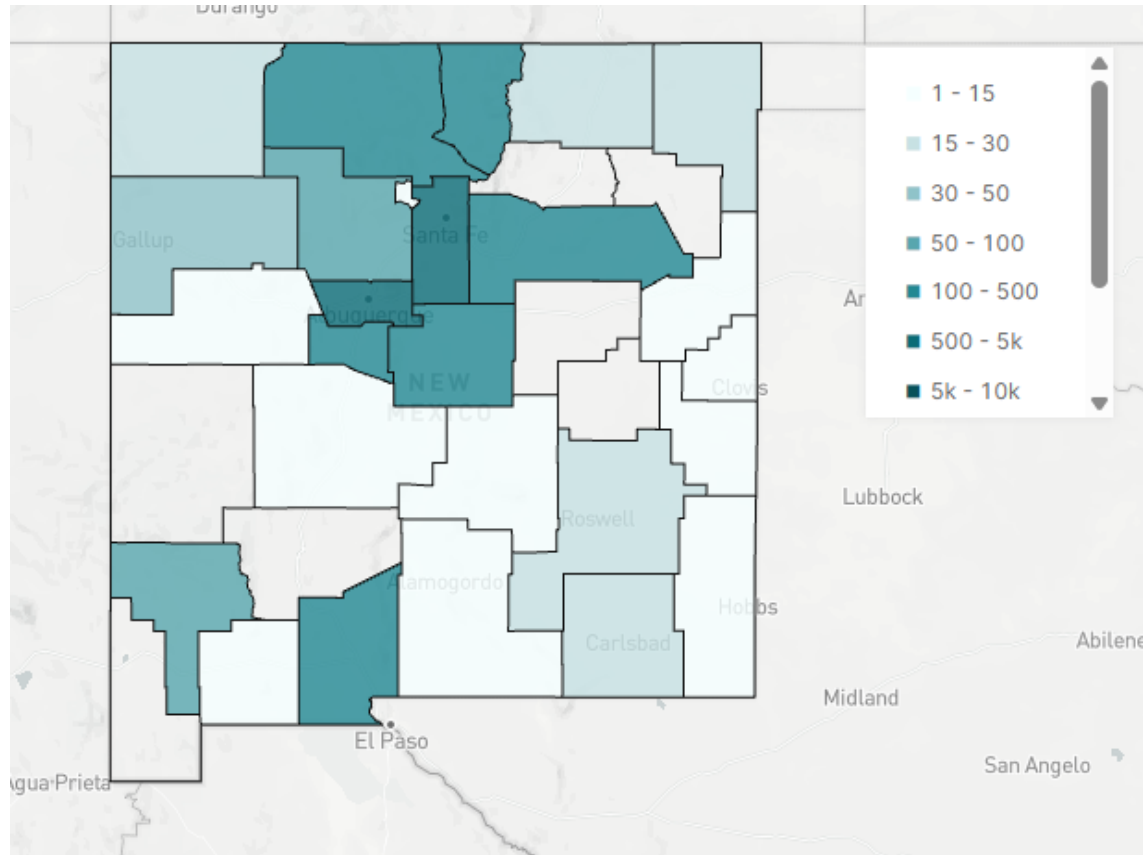 Durango
1 - 15
15 - 30
30 - 50
50 - 100
100 - 500
500 - 5k
5k - 10k
Gallup
Santa Fe
Albuquerque
Ar
NEW
MEXICO
Clovis
Lubbock
Roswell
Alamogordo
Hobbs
Carlsbad
Abilene
Midland
El Paso
San Angelo
Agua Prieta